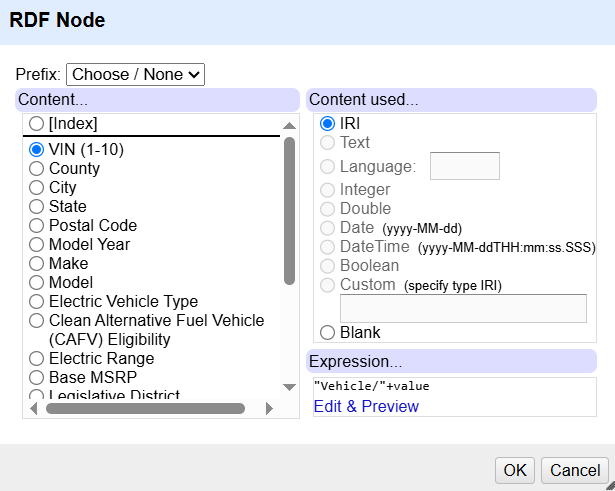 RDF Node
Prefix: Choose / None
Content...
[Index]
VIN (1-10)
County
City
State
Postal Code
Model Year
Make
Model
Electric Vehicle Type
Clean Alternative Fuel Vehicle
(CAFV) Eligibility
Electric Range
Base MSRP
Legislative District
Content used...
IRI
Text
Language:
Integer
Double
Date (yyyy-MM-dd)
DateTime (yyyy-MM-ddTHH:mm:ss.SSS)
Boolean
Custom (specify type IRI)
Blank
Expression...
"Vehicle/"+value
Edit & Preview
OK Cancel